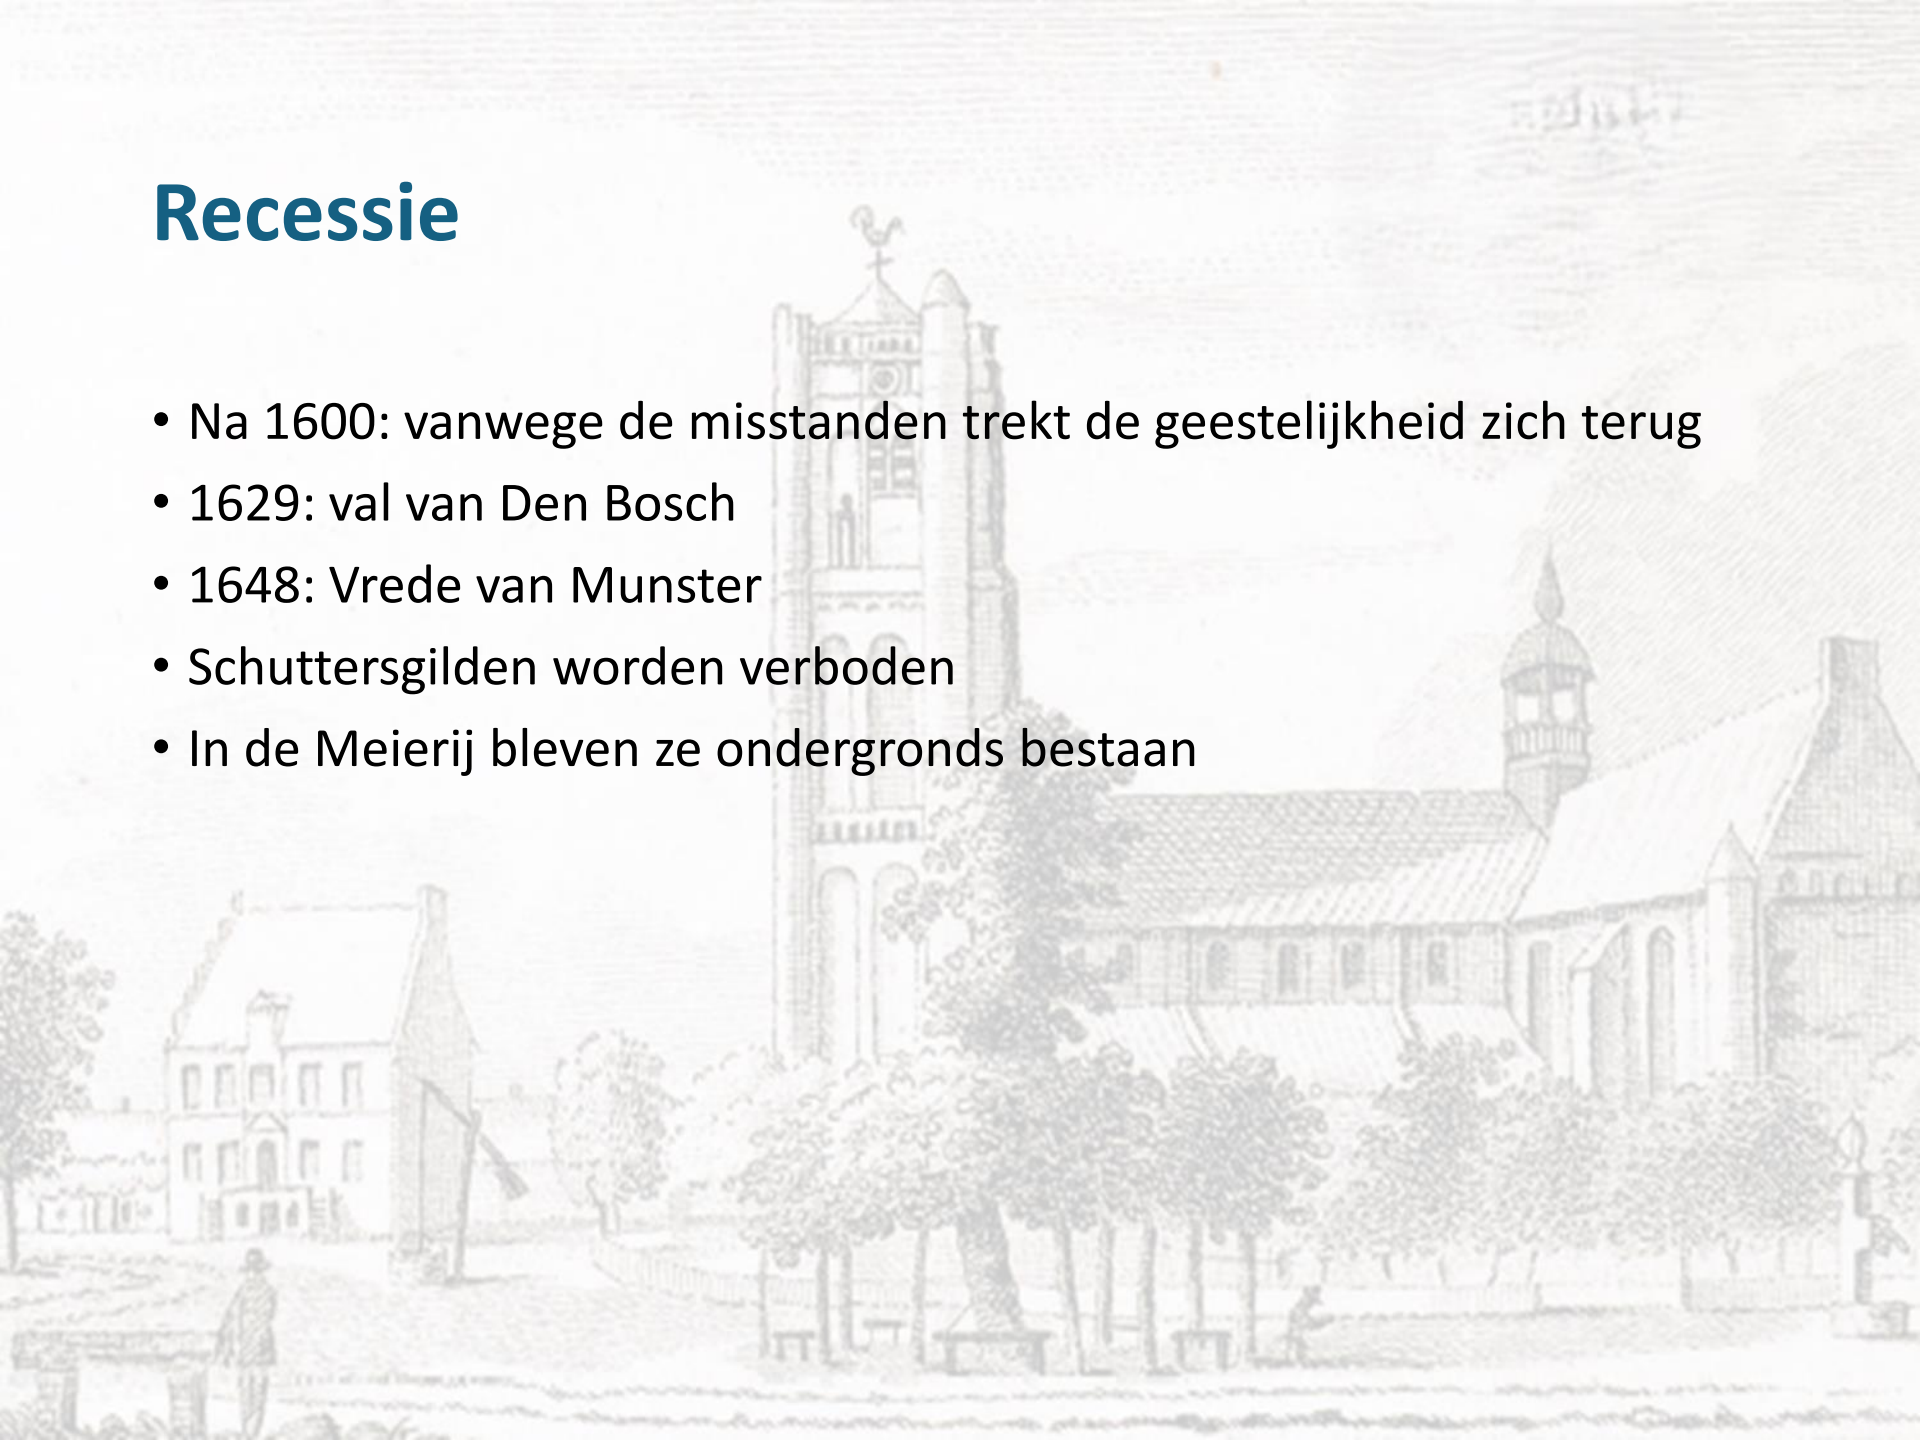 Recessie
• Na 1600: vanwege de misstanden trekt de geestelijkheid zich terug
• 1629: val van Den Bosch
• 1648: Vrede van Munster
• Schuttersgilden worden verboden
• In de Meierij bleven ze ondergronds bestaan